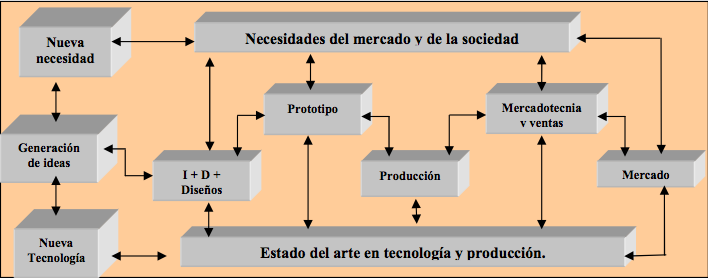 Nueva
necesidad
Necesidades del mercado y de la sociedad
Prototipo
Mercadotecnia
v ventas
Generación
de ideas
I + D +
Diseños
Producción
Mercado
Nueva
Tecnología
Estado del arte en tecnología y producción.